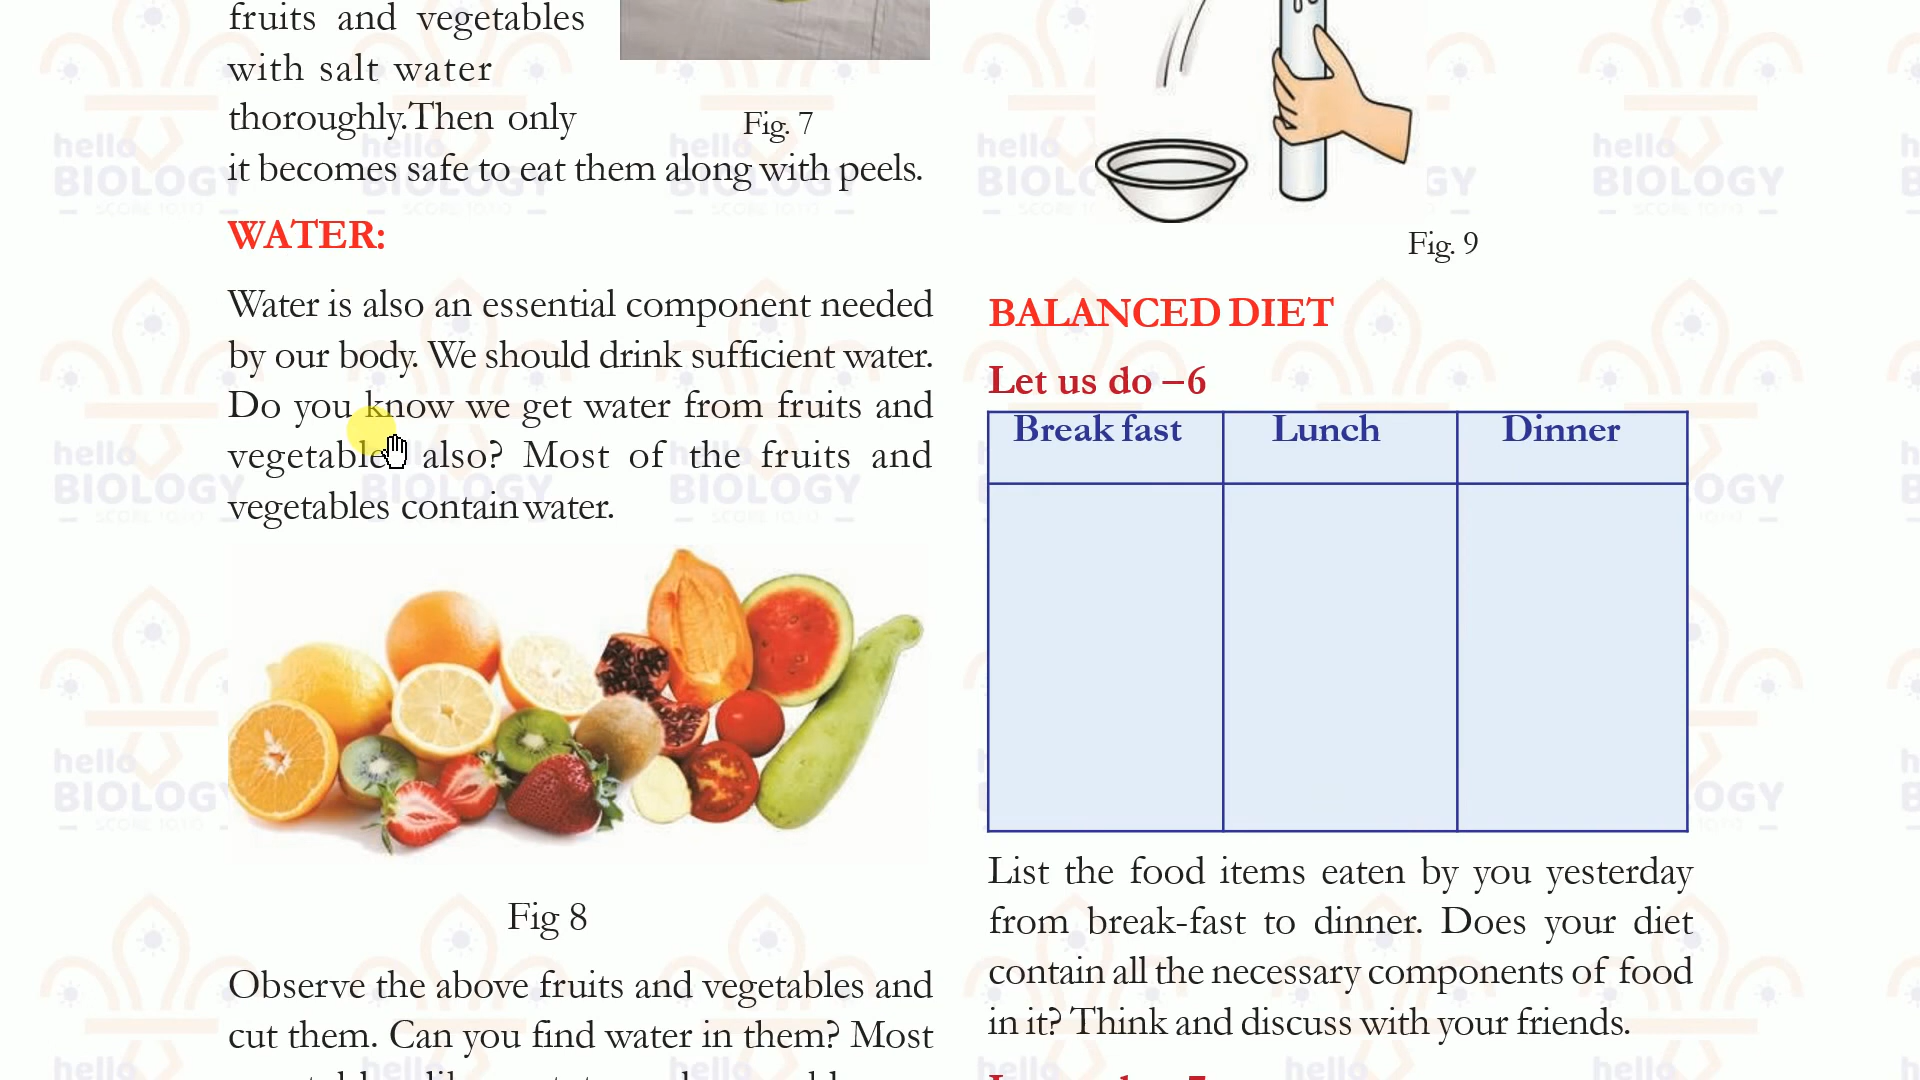 fruits and vegetables
with salt water
thoroughly.Then only
it becomes safe to eat them along with peels.
Fig. 7
WATER:
Water is also an essential component needed
by our body. We should drink sufficient water.
Do you know we get water from fruits and
vegetables also? Most of the fruits and
vegetables contain water.
Fig 8
Observe the above fruits and vegetables and
cut them. Can you find water in them? Most
Fig. 9
BALANCED DIET
Let us do –6
Break fast Lunch Dinner
List the food items eaten by you yesterday
from break-fast to dinner. Does your diet
contain all the necessary components of food
in it? Think and discuss with your friends.
hello
BIOLOGY